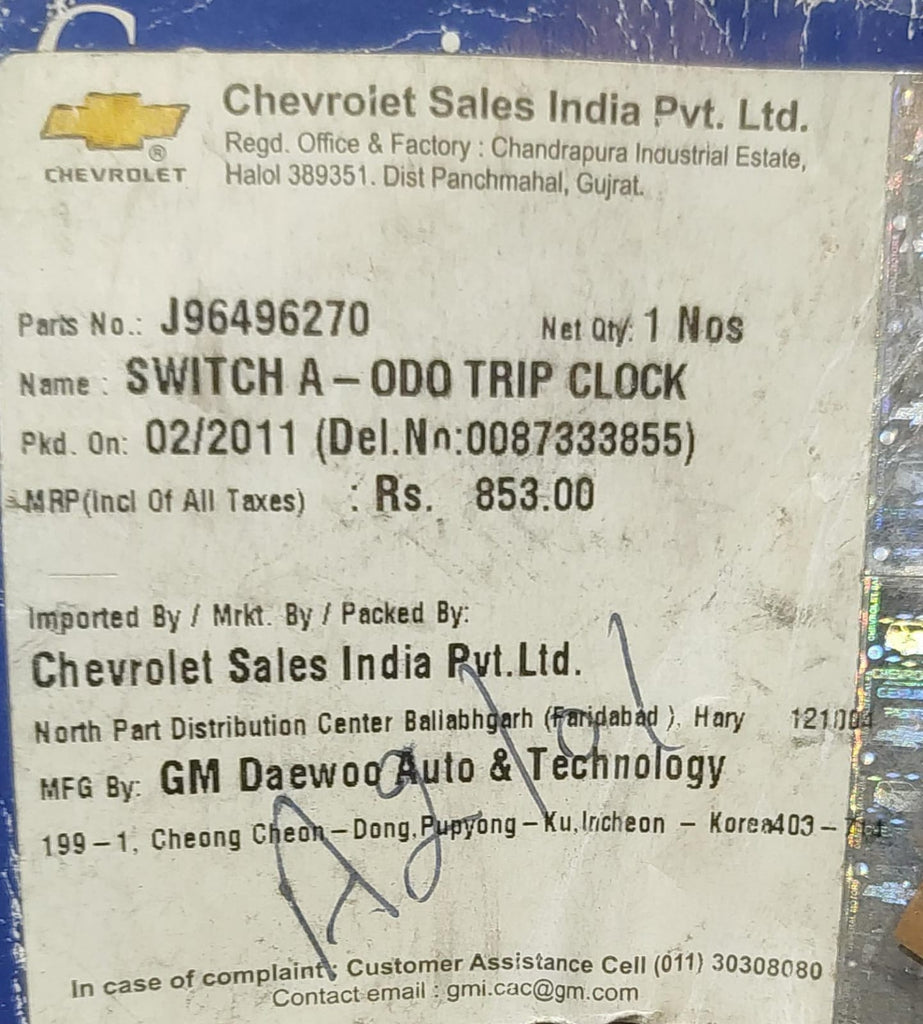 CHEVROLET
Chevrolet Sales India Pvt. Ltd.
Regd. Office & Factory : Chandrapura Industrial Estate,
Halol 389351. Dist Panchmahal, Gujrat.
Parts No.: J96496270 Net Qty: 1 Nos
Name : SWITCH A – ODO TRIP CLOCK
Pkd. On: 02/2011 (Del.No:0087333855)
MRP(Incl Of All Taxes) : Rs. 853.00
Imported By / Mrkt. By / Packed By:
Chevrolet Sales India Pvt.Ltd.
North Part Distribution Center Ballabhgarh (Faridabad ), Hary 121004
MFG By: GM Daewoo Auto & Technology
199–1, Cheong Cheon–Dong,Pupyong–Ku,Incheon – Korea403–714
In case of complaint : Customer Assistance Cell (011) 30308080
Contact email : gmi.cac@gm.com